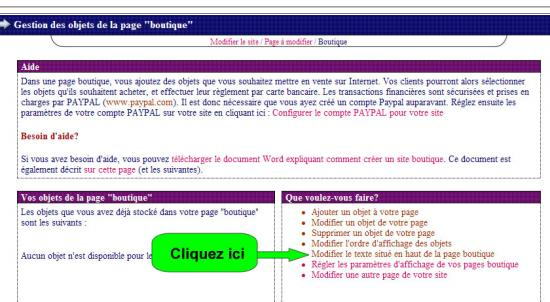 Gestion des objets de la page "boutique"
Modifier le site / Page à modifier / Boutique
Aide
Dans une page boutique, vous ajoutez des objets que vous souhaitez mettre en vente sur Internet. Vos clients pourront alors sélectionner
les objets qu'ils souhaitent acheter, et effectuer leur règlement par carte bancaire. Les transactions financières sont sécurisées et prises en
charges par PAYPAL (www.paypal.com). Il est donc nécessaire que vous ayez créé un compte Paypal auparavant. Réglez ensuite les
paramètres de votre compte PAYPAL sur votre site en cliquant ici : Configurer le compte PAYPAL pour votre site
Besoin d'aide?
Si vous avez besoin d'aide, vous pouvez télécharger le document Word expliquant comment créer un site boutique. Ce document est
également décrit sur cette page (et les suivantes).
Vos objets de la page "boutique"
Les objets que vous avez déjà stocké dans votre page "boutique"
sont les suivants :
Aucun objet n'est disponible pour le
Cliquez ici
Que voulez-vous faire?
Ajouter un objet à votre page
Modifier un objet de votre page
Supprimer un objet de votre page
Modifier l'ordre d'affichage des objets
Modifier le texte situé en haut de la page boutique
Régler les paramètres d'affichage de vos pages boutique
Modifier une autre page de votre site